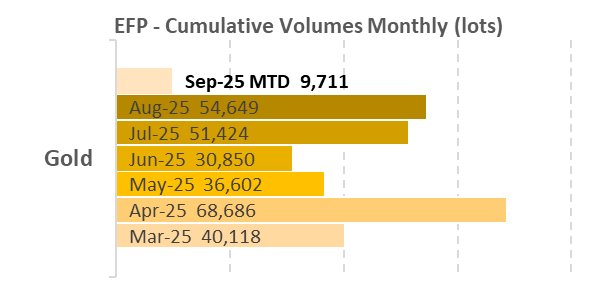 EFP - Cumulative Volumes Monthly (lots)
Sep-25 MTD 9,711
Aug-25 54,649
Jul-25 51,424
Jun-25 30,850
Gold
May-25 36,602
Apr-25 68,686
Mar-25 40,118